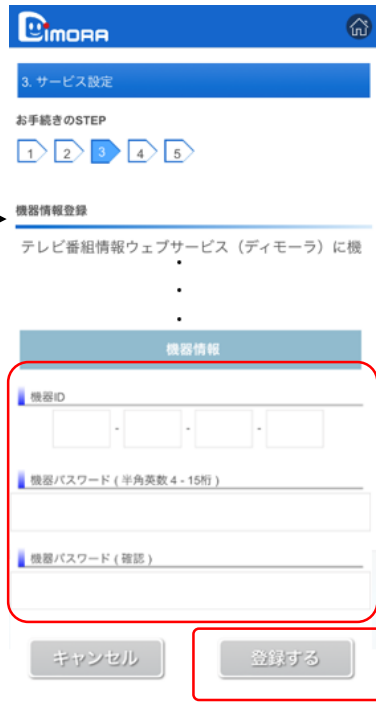 DiMORA
3. サービス設定
お手続きのSTEP
1 2 3 4 5
機器情報登録
テレビ番組情報ウェブサービス（ディモーラ）に機
機器情報
機器ID
- - -
機器パスワード ( 半角英数 4 - 15桁 )
機器パスワード ( 確認 )
キャンセル 登録する